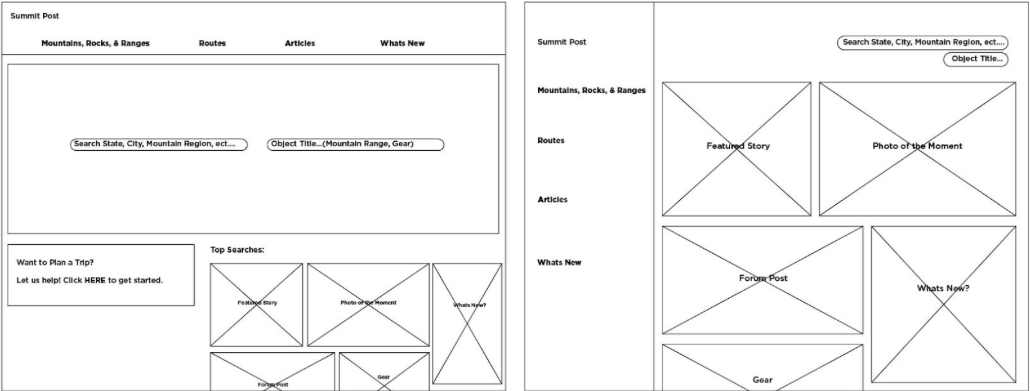 Summit Post
Mountains, Rocks, & Ranges
Routes
Articles
Whats New
Search State, City, Mountain Region, ect....
Object Title...(Mountain Range, Gear)
Want to Plan a Trip?
Let us help! Click HERE to get started.
Top Searches:
Featured Story
Photo of the Moment
Whats New?
Forum Post
Gear
Summit Post
Mountains, Rocks, & Ranges
Routes
Articles
Whats New
Search State, City, Mountain Region, ect....
Object Title...
Featured Story
Photo of the Moment
Forum Post
Whats New?
Gear